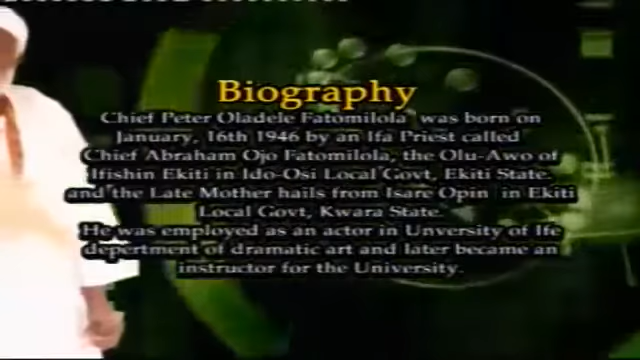 Biography
Chief Peter Oladele Fatomilola was born on
January, 16th 1946 by an Ifa Priest called
Chief Abraham Ojo Fatomilola, the Olu-Awo of
Ifishin Ekiti in Ido-Osi Local Govt, Ekiti State.
and the Late Mother hails from Isare Opin in Ekiti
Local Govt, Kwara State.
He was employed as an actor in Unversity of Ife
depertment of dramatic art and later became an
instructor for the University.